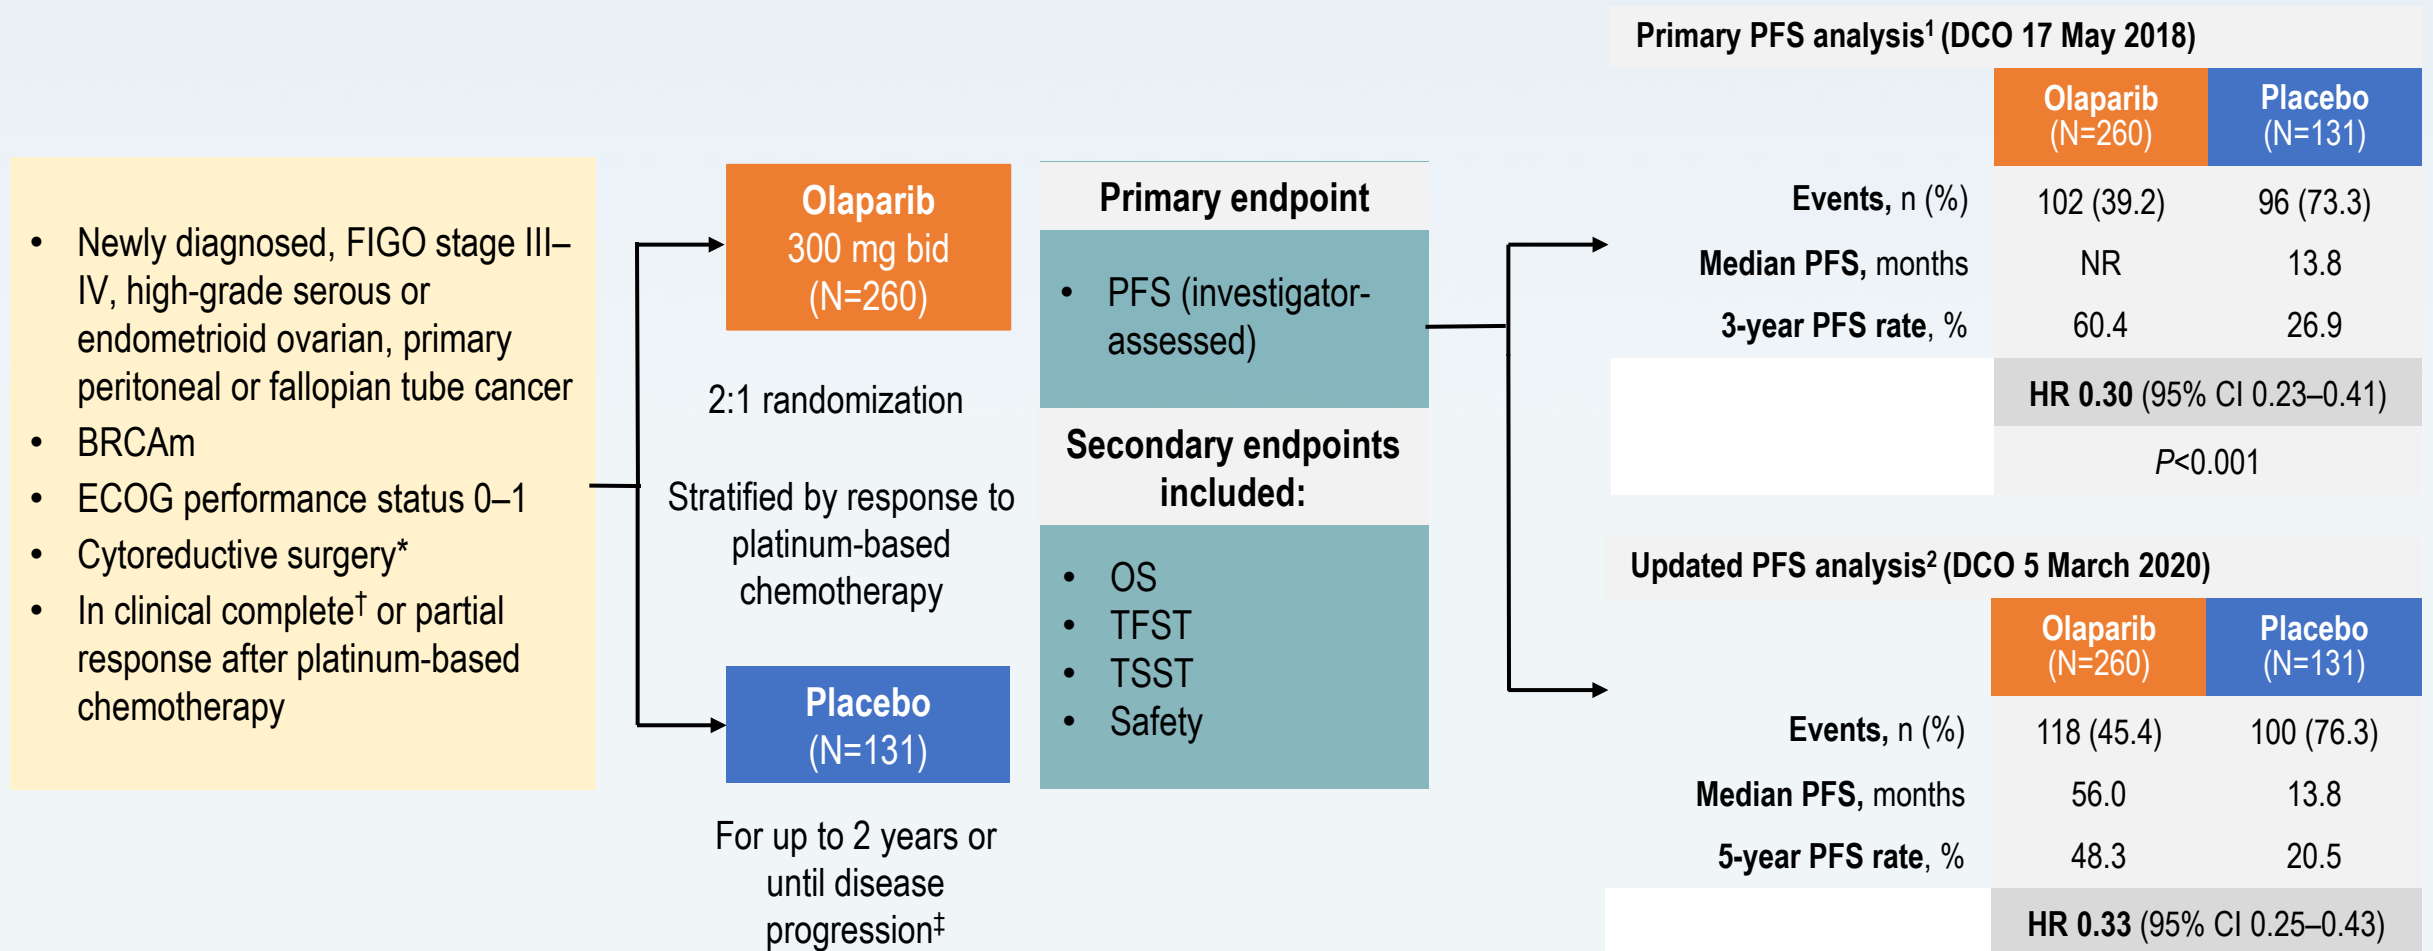 • Newly diagnosed, FIGO stage III–
IV, high-grade serous or
endometrioid ovarian, primary
peritoneal or fallopian tube cancer
• BRCAm
• ECOG performance status 0–1
• Cytoreductive surgery*
• In clinical complete† or partial
response after platinum-based
chemotherapy
Olaparib
300 mg bid
(N=260)
2:1 randomization
Stratified by response to
platinum-based
chemotherapy
Placebo
(N=131)
For up to 2 years or
until disease
progression‡
Primary endpoint
• PFS (investigator-
assessed)
Secondary endpoints
included:
• OS
• TFST
• TSST
• Safety
Primary PFS analysis¹ (DCO 17 May 2018)
Olaparib Placebo
(N=260) (N=131)
Events, n (%) 102 (39.2) 96 (73.3)
Median PFS, months NR 13.8
3-year PFS rate, % 60.4 26.9
HR 0.30 (95% CI 0.23–0.41)
P<0.001
Updated PFS analysis² (DCO 5 March 2020)
Olaparib Placebo
(N=260) (N=131)
Events, n (%) 118 (45.4) 100 (76.3)
Median PFS, months 56.0 13.8
5-year PFS rate, % 48.3 20.5
HR 0.33 (95% CI 0.25–0.43)